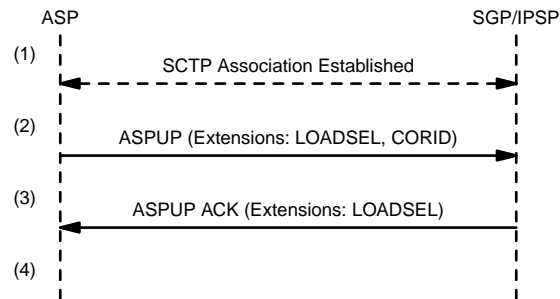 ASP SGP/IPSP
(1)
SCTP Association Established
(2)
ASPUP (Extensions: LOADSEL, CORID)
(3)
ASPUP ACK (Extensions: LOADSEL)
(4)